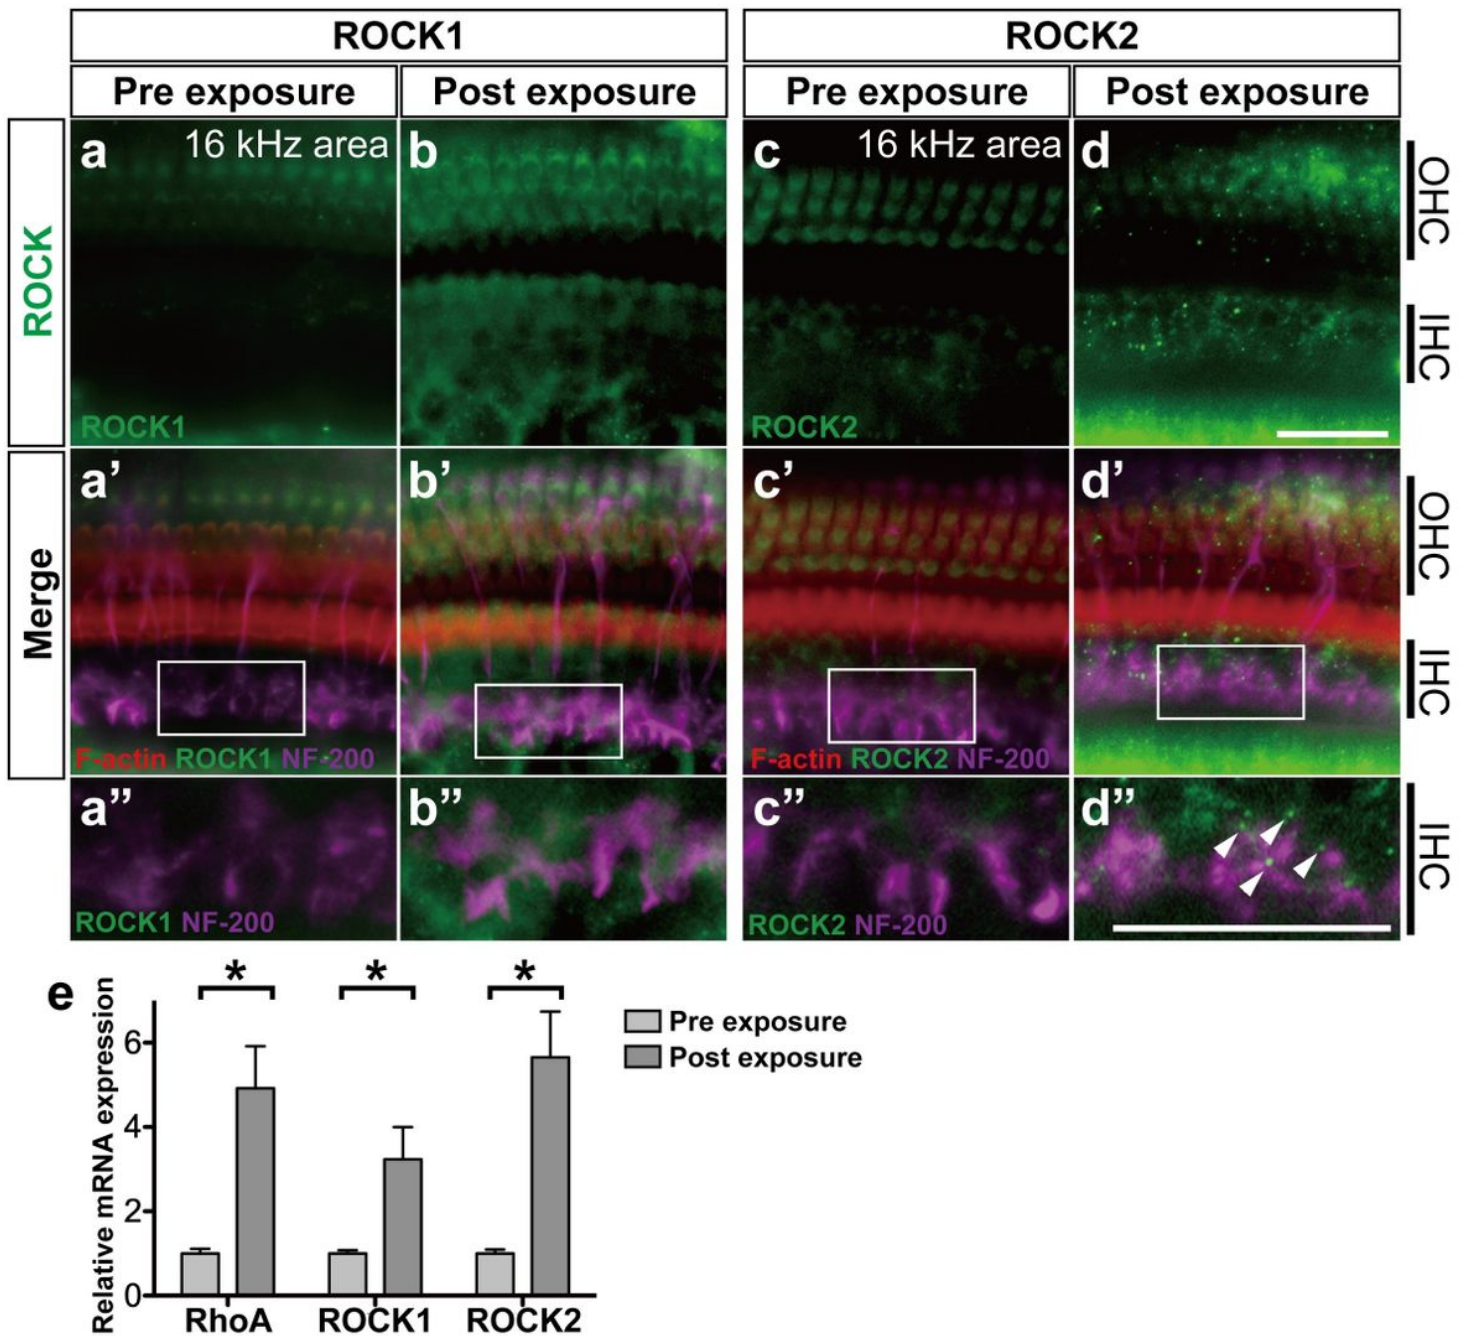 ROCK1
ROCK2
Pre exposure
Post exposure
Pre exposure
Post exposure
ROCK
a
16 kHz area
b
c
16 kHz area
d
OHC
IHC
ROCK1
ROCK2
Merge
a’
b’
c’
d’
OHC
IHC
F-actin ROCK1 NF-200
F-actin ROCK2 NF-200
a”
b”
c”
d”
IHC
ROCK1 NF-200
ROCK2 NF-200
e
*
*
*
Relative mRNA expression
6
4
2
0
RhoA
ROCK1
ROCK2
Pre exposure
Post exposure